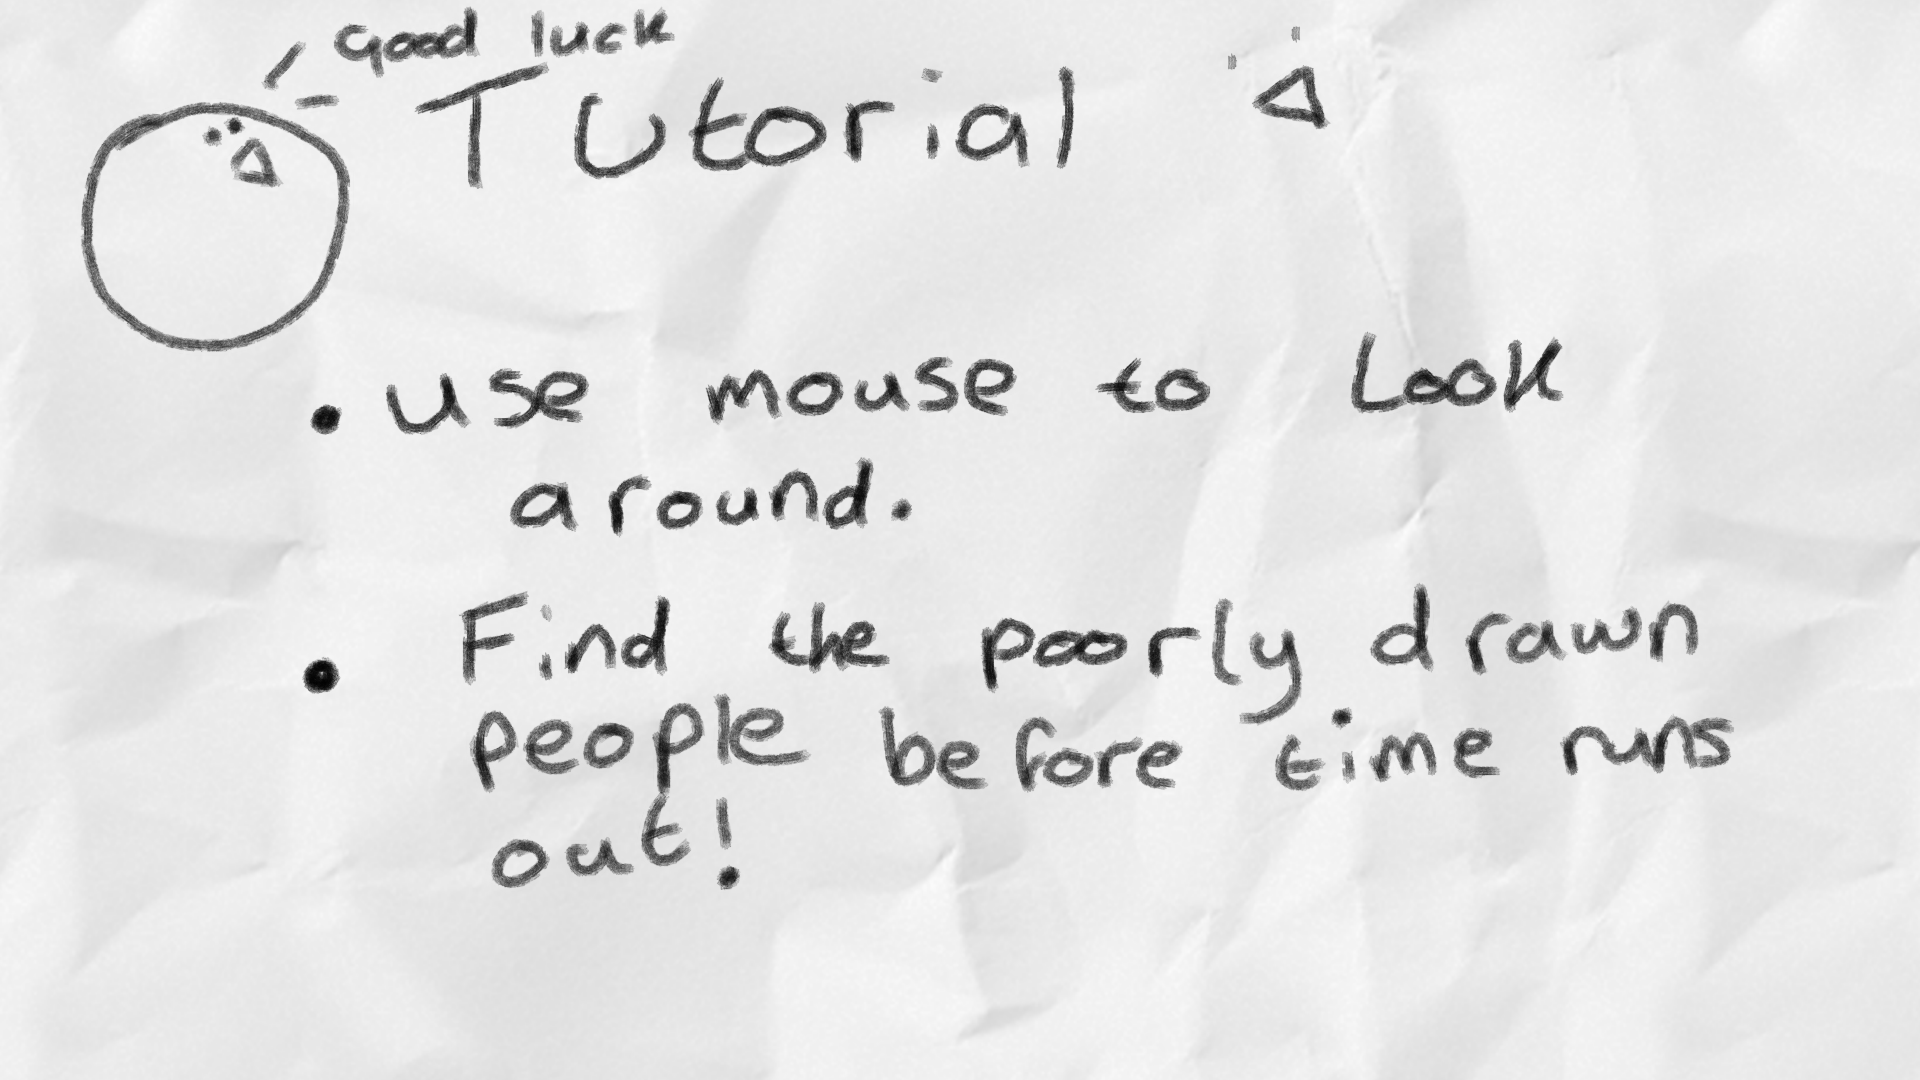 Good luck
Tutorial
• Use mouse to Look
around.
• Find the poorly drawn
people before time runs
out!